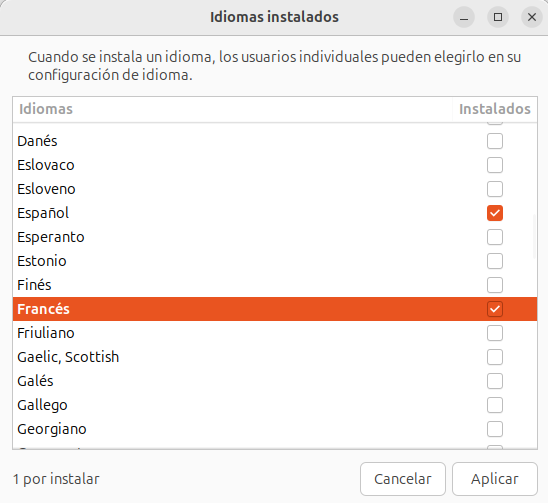 Idiomas instalados
Cuando se instala un idioma, los usuarios individuales pueden elegirlo en su
configuración de idioma.
Idiomas Instalados
Danés
Eslovaco
Esloveno
Español
Esperanto
Estonio
Finés
Francés
Friuliano
Gaelic, Scottish
Galés
Gallego
Georgiano
1 por instalar
Cancelar
Aplicar